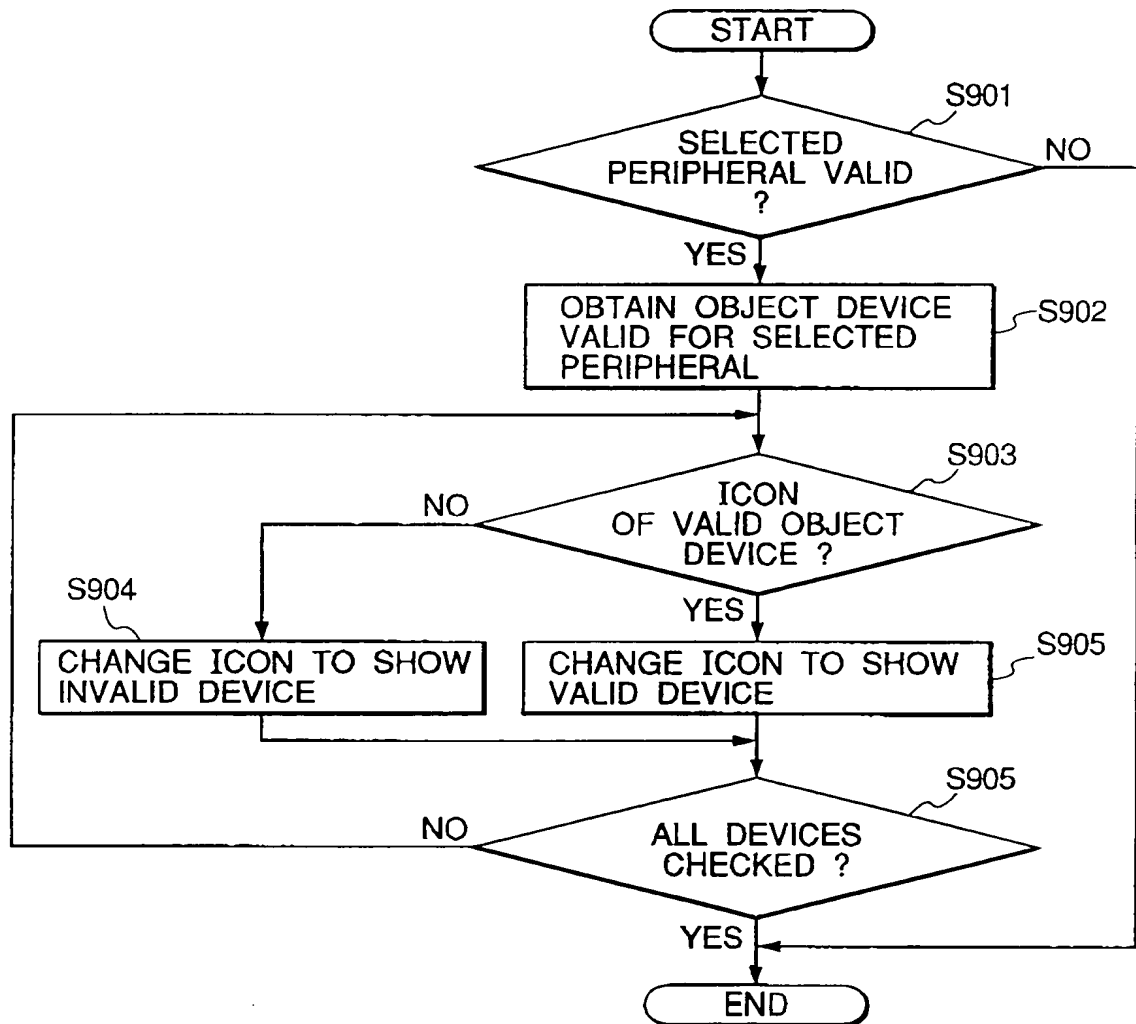 START
S901
SELECTED
PERIPHERAL VALID
?
NO
YES
OBTAIN OBJECT DEVICE
VALID FOR SELECTED
PERIPHERAL
S902
S903
ICON
OF VALID OBJECT
DEVICE ?
NO
YES
S904
CHANGE ICON TO SHOW
INVALID DEVICE
CHANGE ICON TO SHOW
VALID DEVICE
S905
S905
ALL DEVICES
CHECKED ?
NO
YES
END